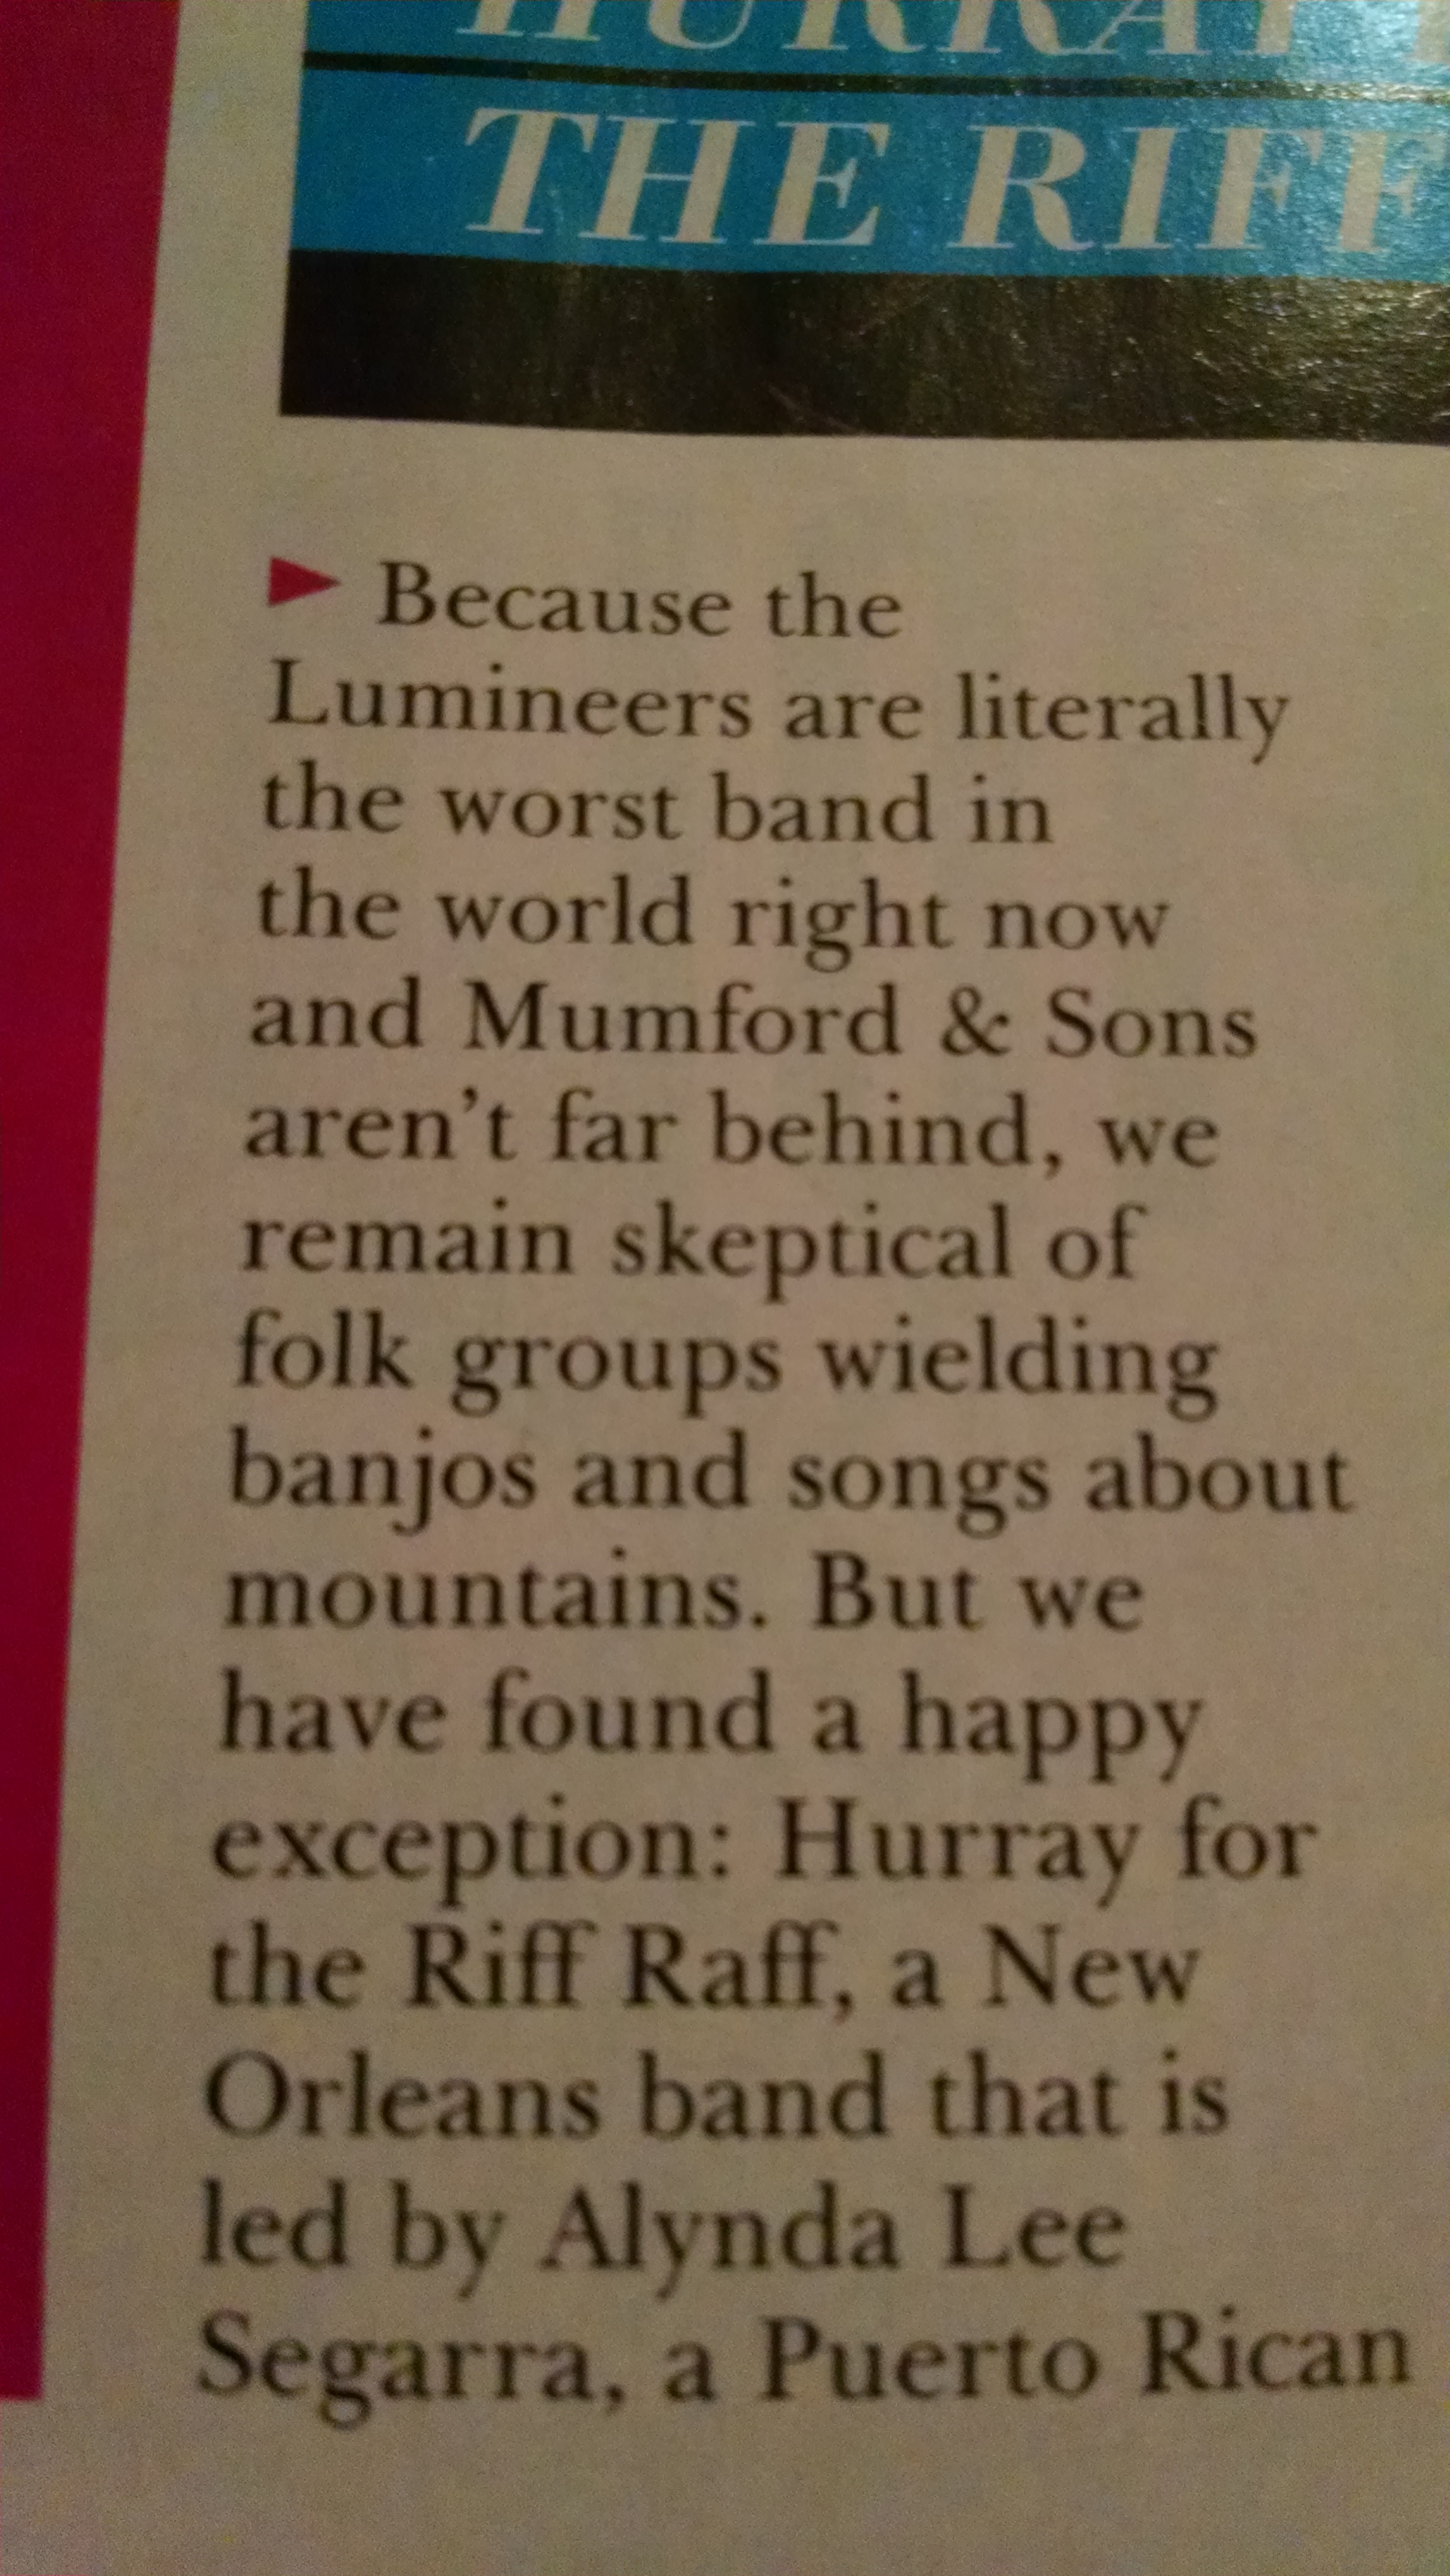 HURRAY
THE RIFF
Because the
Lumineers are literally
the worst band in
the world right now
and Mumford & Sons
aren't far behind, we
remain skeptical of
folk groups wielding
banjos and songs about
mountains. But we
have found a happy
exception: Hurray for
the Riff Raff, a New
Orleans band that is
led by Alynda Lee
Segarra, a Puerto Rican